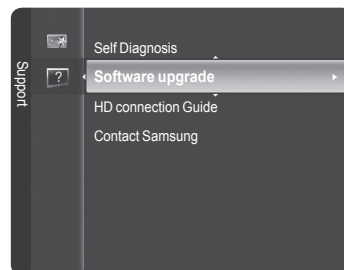 Support
Self Diagnosis
Software upgrade
HD connection Guide
Contact Samsung
?